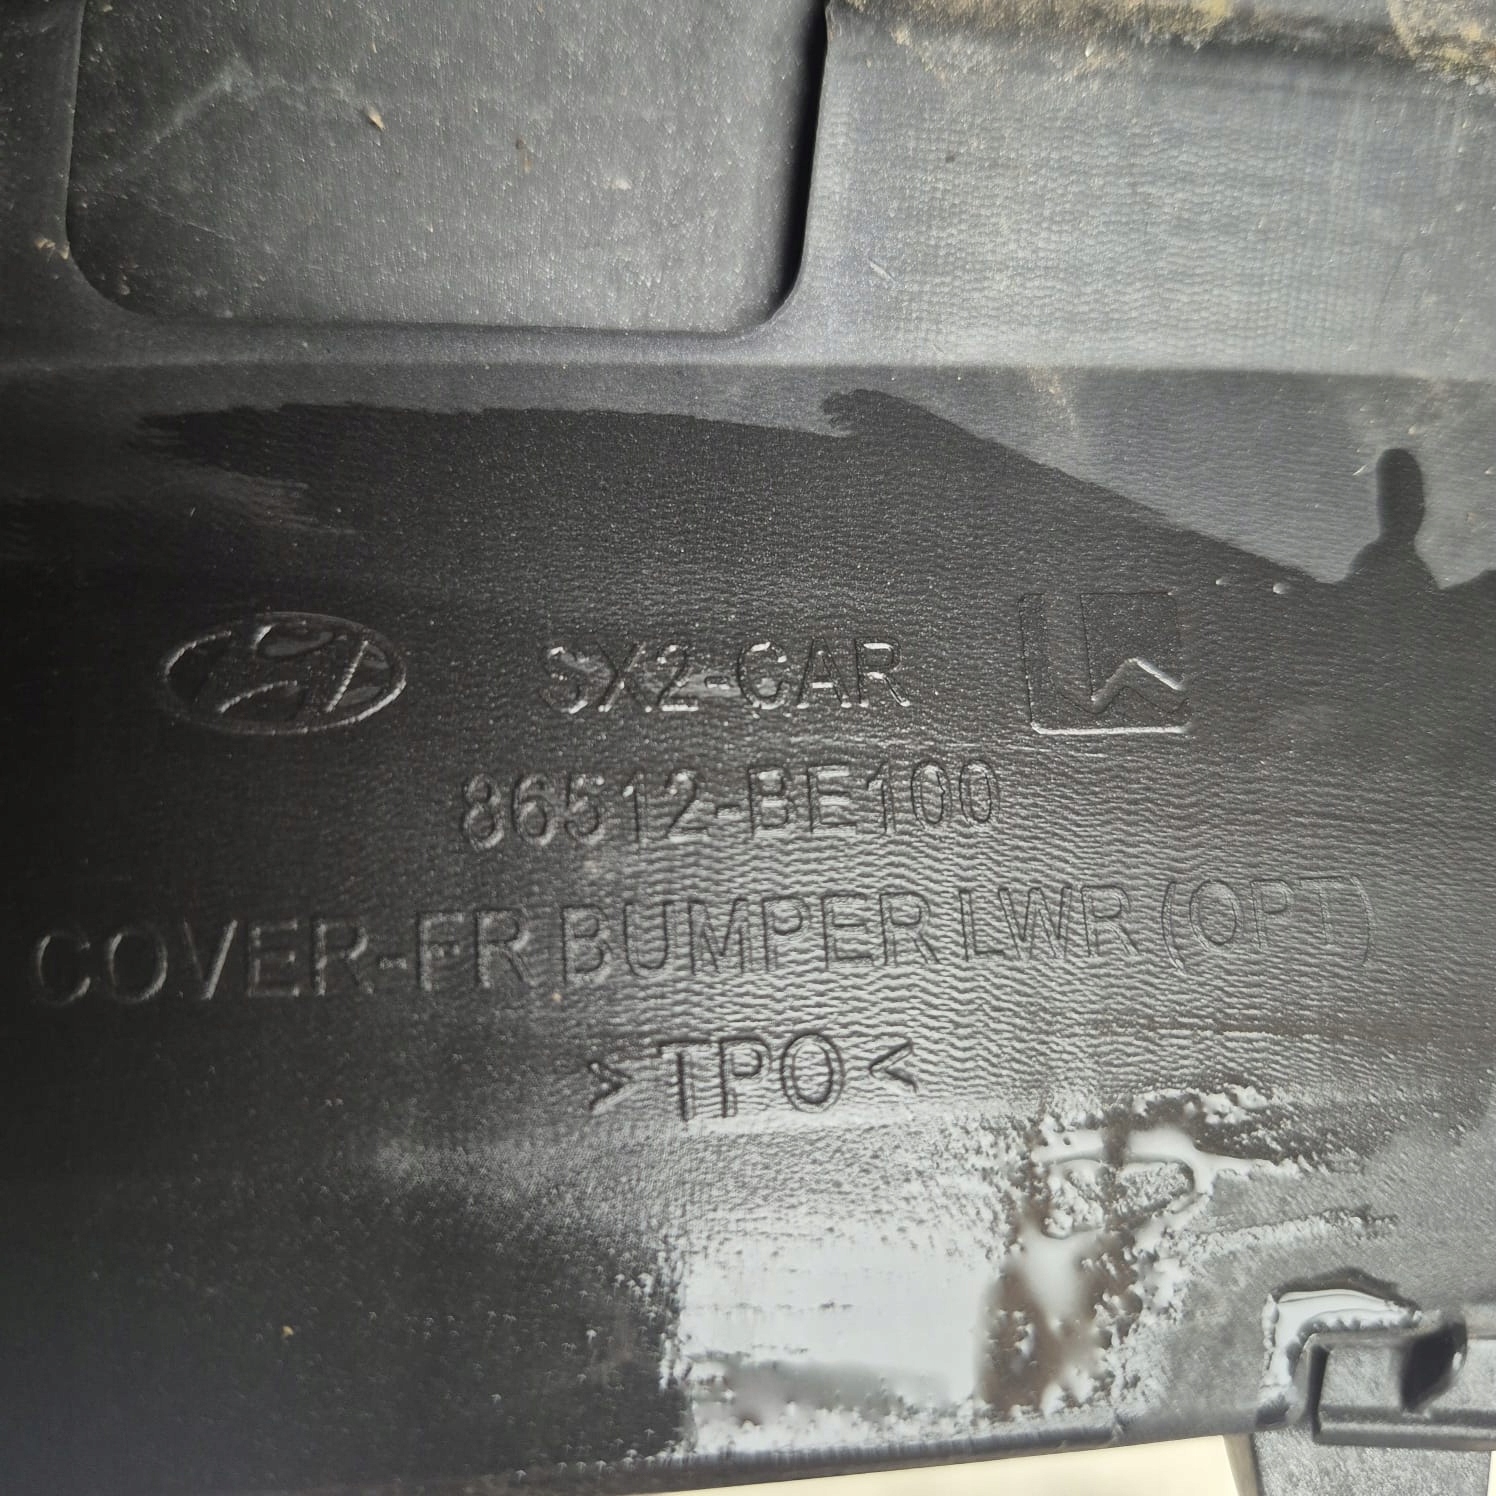 SX2-CAR
86512-BE100
COVER-FR BUMPER LWR (OPT)
>TPO<